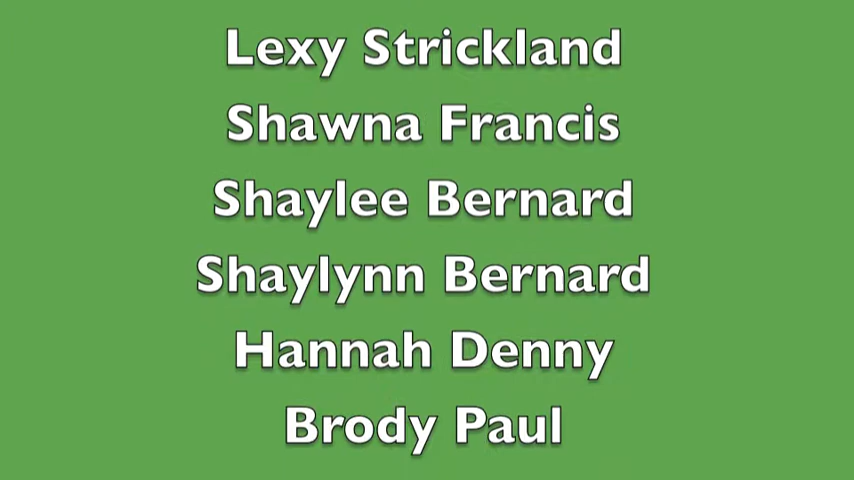 Lexy Strickland
Shawna Francis
Shaylee Bernard
Shaylynn Bernard
Hannah Denny
Brody Paul